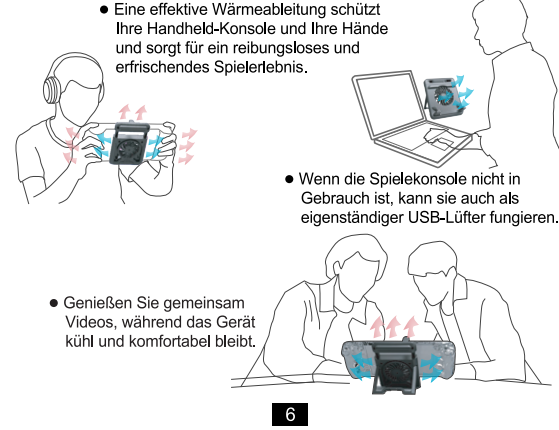 ● Eine effektive Wärmeableitung schützt
Ihre Handheld-Konsole und Ihre Hände
und sorgt für ein reibungsloses und
erfrischendes Spielerlebnis.
● Wenn die Spielekonsole nicht in
Gebrauch ist, kann sie auch als
eigenständiger USB-Lüfter fungieren.
● Genießen Sie gemeinsam
Videos, während das Gerät
kühl und komfortabel bleibt.
6